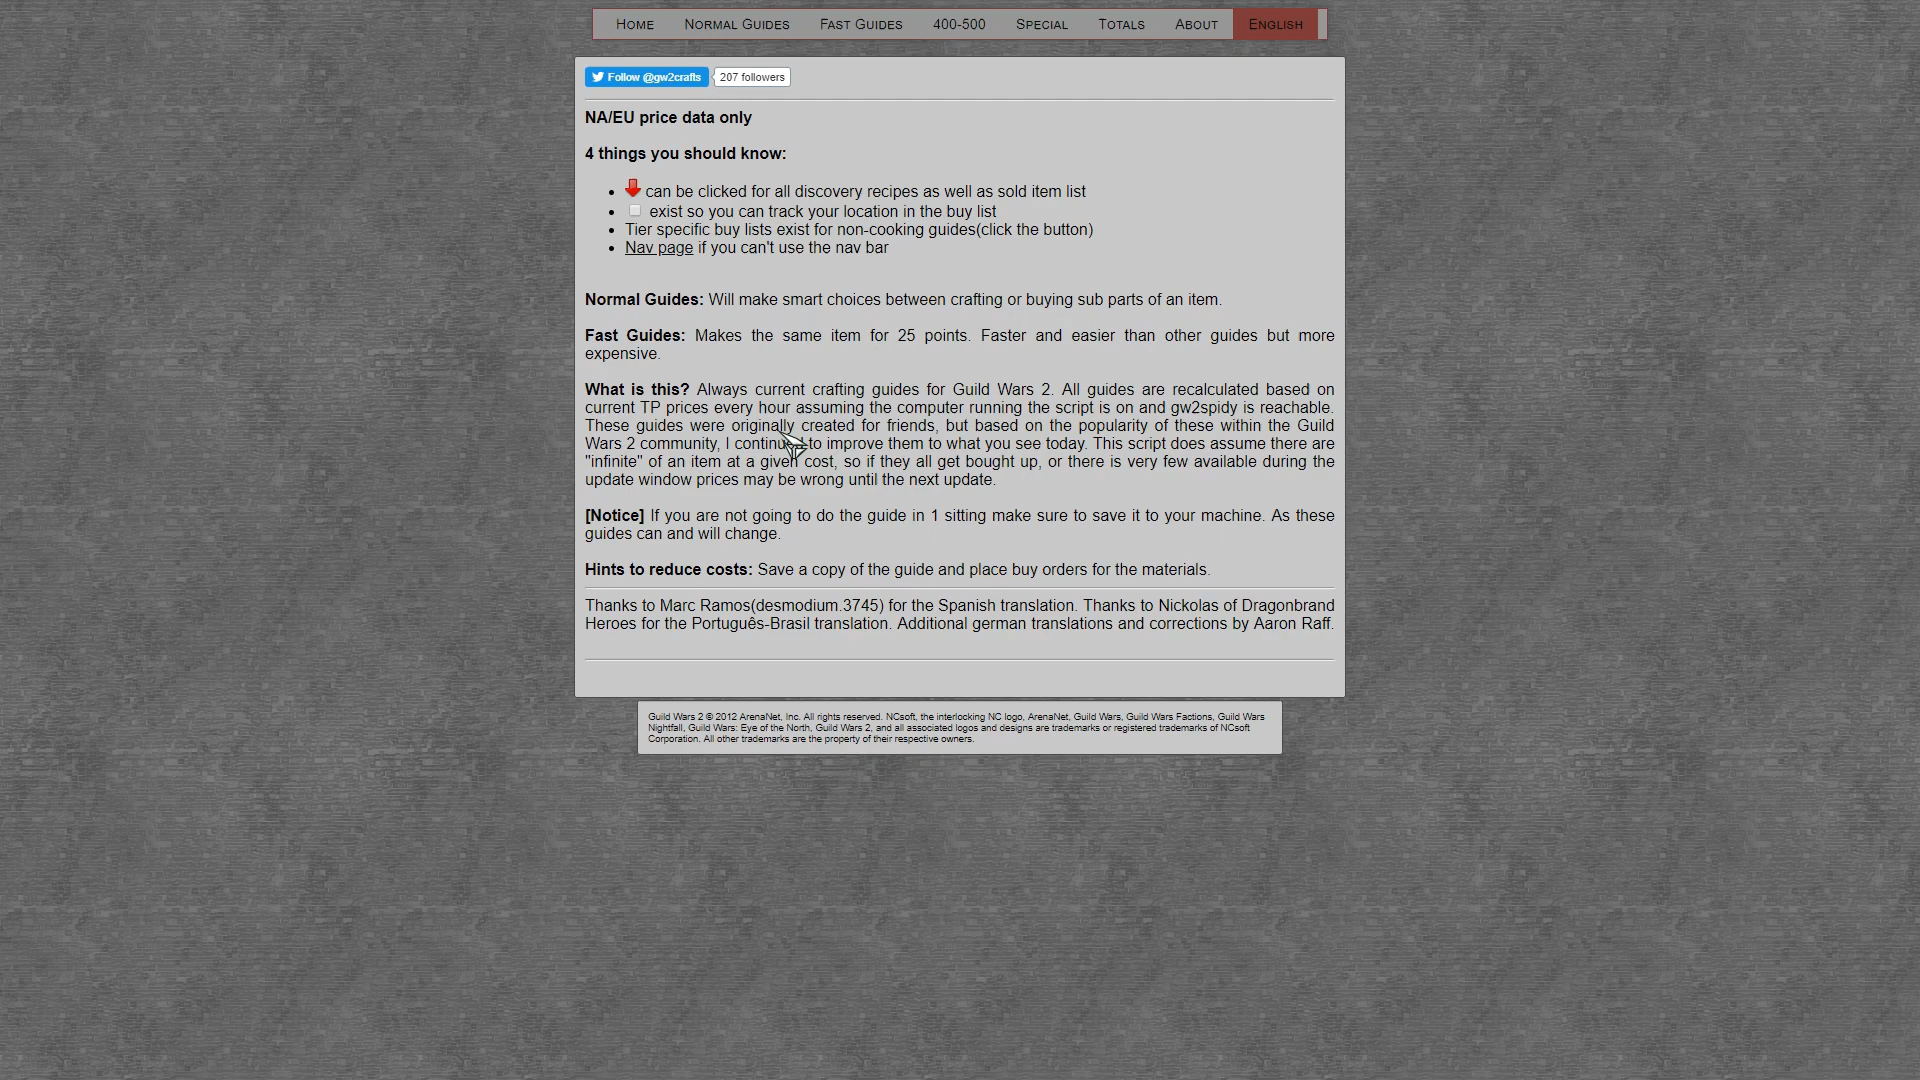 Home Normal Guides Fast Guides 400-500 Special Totals About English
Follow @gw2crafts 207 followers
NA/EU price data only
4 things you should know:
can be clicked for all discovery recipes as well as sold item list
exist so you can track your location in the buy list
Tier specific buy lists exist for non-cooking guides(click the button)
Nav page if you can't use the nav bar
Normal Guides: Will make smart choices between crafting or buying sub parts of an item.
Fast Guides: Makes the same item for 25 points. Faster and easier than other guides but more
expensive.
What is this? Always current crafting guides for Guild Wars 2. All guides are recalculated based on
current TP prices every hour assuming the computer running the script is on and gw2spidy is reachable.
These guides were originally created for friends, but based on the popularity of these within the Guild
Wars 2 community, I continued to improve them to what you see today. This script does assume there are
"infinite" of an item at a given cost, so if they all get bought up, or there is very few available during the
update window prices may be wrong until the next update.
[Notice] If you are not going to do the guide in 1 sitting make sure to save it to your machine. As these
guides can and will change.
Hints to reduce costs: Save a copy of the guide and place buy orders for the materials.
Thanks to Marc Ramos(desmodium.3745) for the Spanish translation. Thanks to Nickolas of Dragonbrand
Heroes for the Português-Brasil translation. Additional german translations and corrections by Aaron Raff.
Guild Wars 2 © 2012 ArenaNet, Inc. All rights reserved. NCsoft, the interlocking NC logo, ArenaNet, Guild Wars, Guild Wars Factions, Guild Wars
Nightfall, Guild Wars: Eye of the North, Guild Wars 2, and all associated logos and designs are trademarks or registered trademarks of NCsoft
Corporation. All other trademarks are the property of their respective owners.